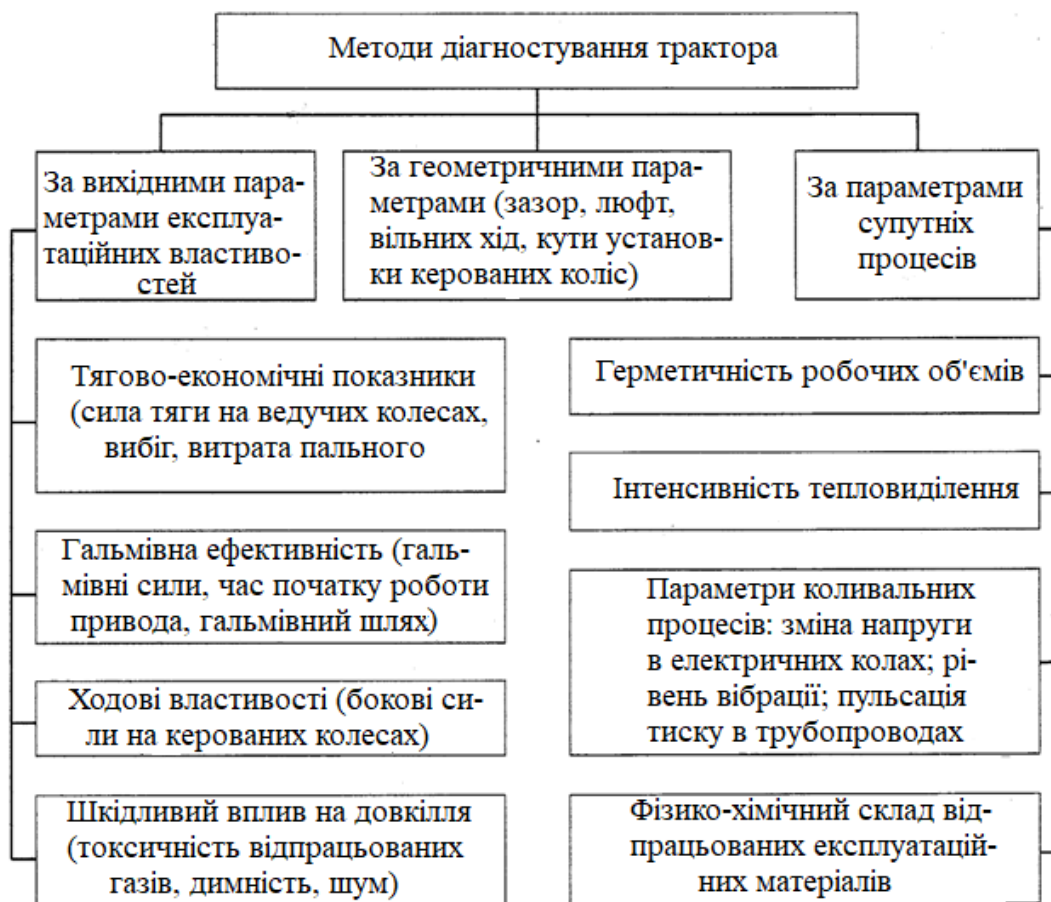 Методи діагностування трактора
За вихідними пара-
метрами експлуа-
таційних властиво-
стей
За геометричними пара-
метрами (зазор, люфт,
вільних хід, кути установ-
ки керованих коліс)
За параметрами
супутніх
процесів
Тягово-економічні показники
(сила тяги на ведучих колесах,
вибіг, витрата пального
Гальмівна ефективність (галь-
мівні сили, час початку роботи
привода, гальмівний шлях)
Ходові властивості (бокові си-
ли на керованих колесах)
Шкідливий вплив на довкілля
(токсичність відпрацьованих
газів, димність, шум)
Герметичність робочих об'ємів
Інтенсивність тепловиділення
Параметри коливальних
процесів: зміна напруги
в електричних колах; рі-
вень вібрації; пульсація
тиску в трубопроводах
Фізико-хімічний склад від-
працьованих експлуатацій-
них матеріалів